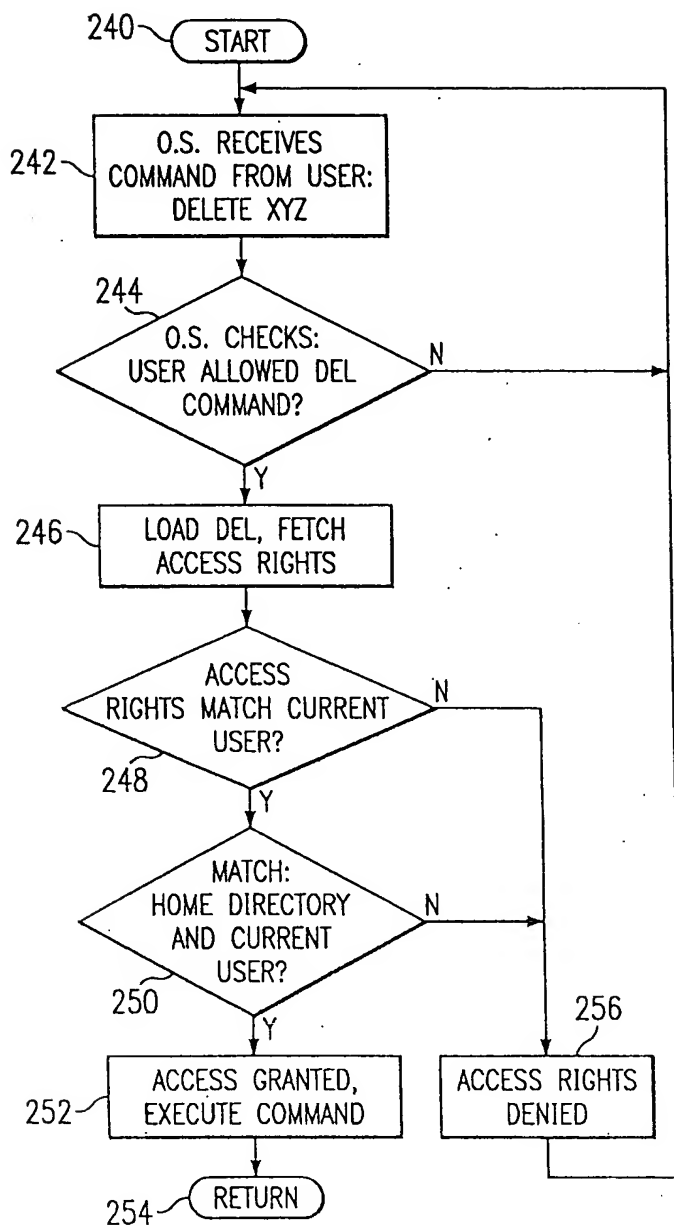 240
START
242
O.S. RECEIVES
COMMAND FROM USER:
DELETE XYZ
244
O.S. CHECKS:
USER ALLOWED DEL
COMMAND?
N
Y
246
LOAD DEL, FETCH
ACCESS RIGHTS
ACCESS
RIGHTS MATCH CURRENT
USER?
N
248
Y
MATCH:
HOME DIRECTORY
AND CURRENT
USER?
N
250
Y
256
252
ACCESS GRANTED,
EXECUTE COMMAND
ACCESS RIGHTS
DENIED
254
RETURN